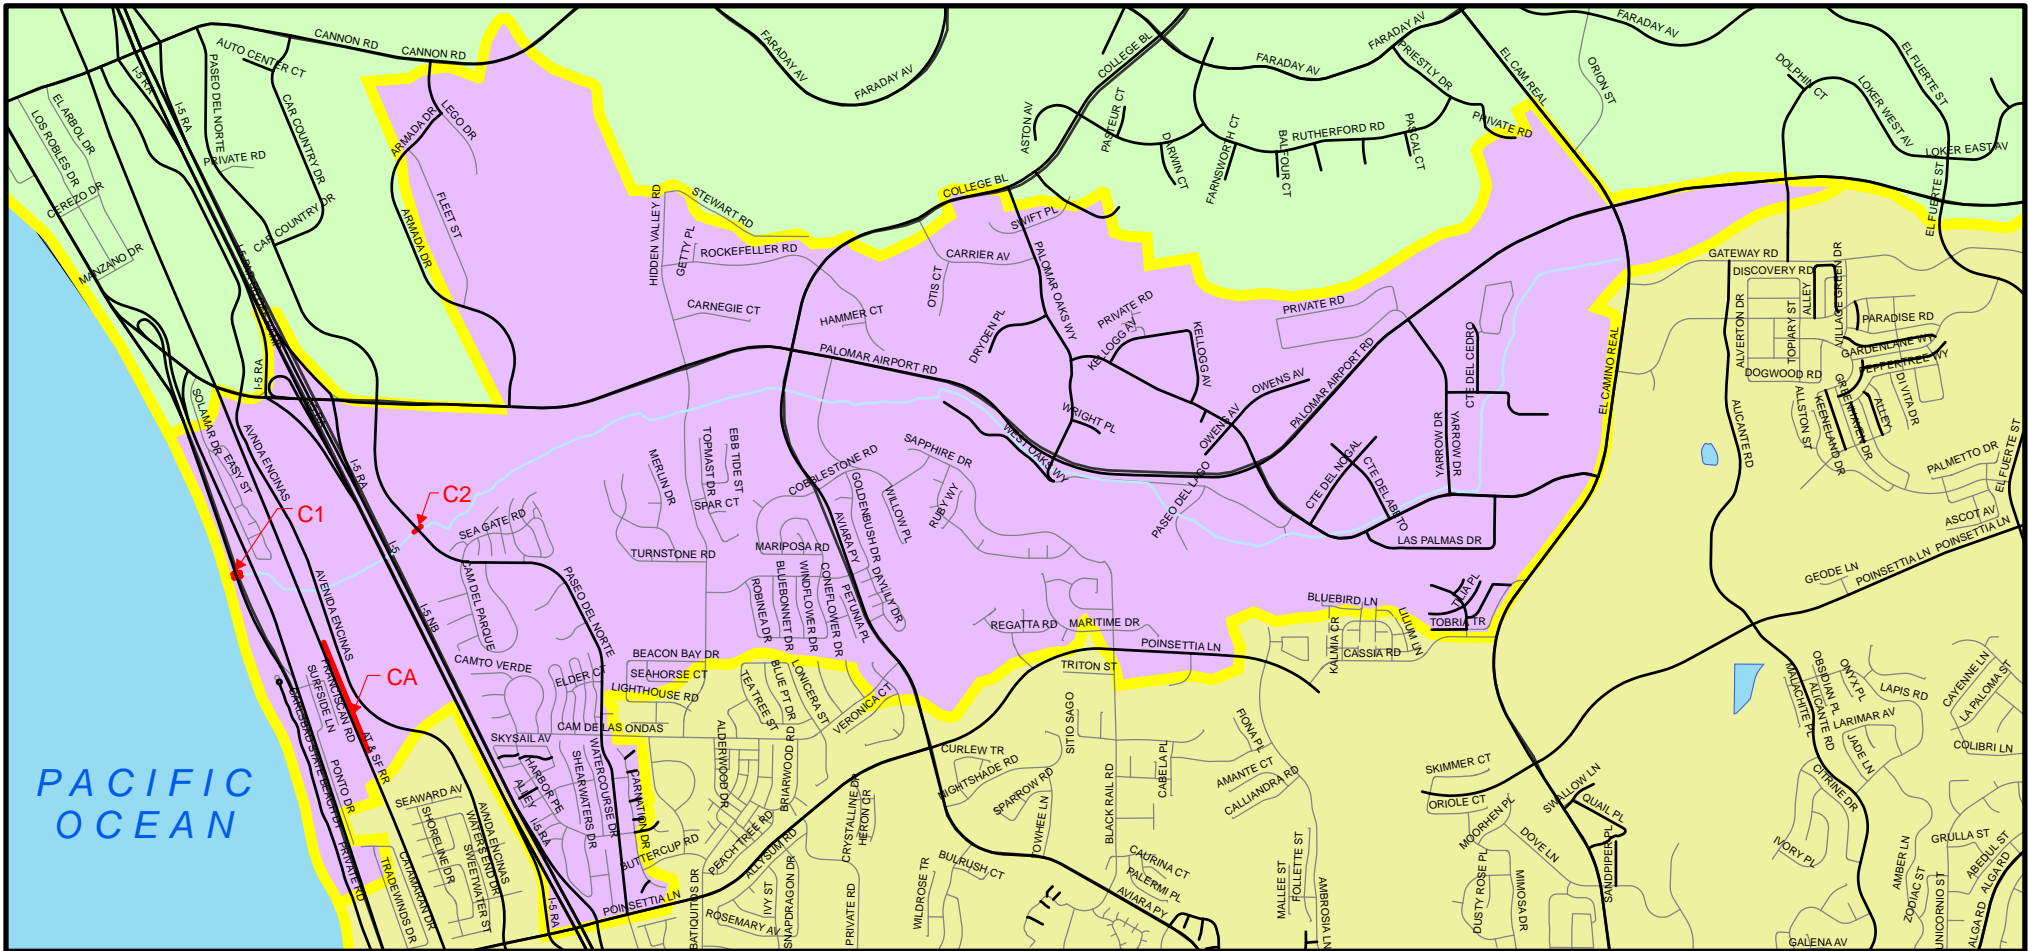 CANNON RD
CANNON RD
AUTO CENTER CT
PASEO DEL NORTE
CAR COUNTRY DR
CAR COUNTRY DR
PRIVATE RD
I-5 RA
I-5 RA
EL ARBOL DR
LOS ROBLES DR
CEREZO DR
MANZANO DR
ARMADA DR
LEGO DR
FLEET ST
ARMADA DR
I-5 RA
FARADAY AV
FARADAY AV
COLLEGE BL
FARADAY AV
FARADAY AV
PRIESTLY DR
EL CAM REAL
ORION ST
FARADAY AV
EL FUERTE ST
DOLPHIN CT
LOKER WEST AV
LOKER EAST AV
EL FUERTE ST
ASTON AV
PASTEUR CT
DARWIN CT
FARNSWORTH CT
BALFOUR CT
RUTHERFORD RD
PASCAL CT
PRIVATE RD
HIDDEN VALLEY RD
STEWART RD
GETTY PL
ROCKEFELLER RD
CARNEGIE CT
HAMMER CT
COLLEGE BL
SWIFT PL
CARRIER AV
OTIS CT
PALOMAR OAKS WY
DRYDEN PL
PRIVATE RD
KELLOGG AV
KELLOGG AV
PRIVATE RD
PALOMAR AIRPORT RD
PALOMAR AIRPORT RD
OWENS AV
OWENS AV
WRIGHT PL
WEST OAKS WY
CTE DEL CEDRO
YARROW DR
YARROW DR
CTE DEL NOGAL
CTE DEL ABETO
LAS PALMAS DR
PASEO DEL LAGO
EL CAMINO REAL
GATEWAY RD
DISCOVERY RD
ALVERTON DR
TOPIARY ST
ALLEY
VILLAGE GREEN DR
PARADISE RD
GARDENLANE WY
PEPPERTREE WY
DOGWOOD RD
DI VITA DR
GREENHAVEN DR
ALLEY
KEENELAND DR
ALLSTON ST
ALICANTE RD
PALMETTO DR
EL FUERTE ST
ASCOT AV
POINSETTIA LN
POINSETTIA LN
GEODE LN
SOLAMAR DR
EASY ST
AVNDA ENCINAS
I-5 RA
I-5
I-5 NB
C1
C2
CA
SEA GATE RD
CAM DEL PARQUE
PASEO DEL NORTE
MERLIN DR
TOPMAST DR
EBB TIDE ST
SPAR CT
COBBLESTONE RD
SAPPHIRE DR
RUBY WY
WILLOW PL
GOLDENBUSH DR
AVIARA PY
DAYLILY DR
PETUNIA PL
TURNSTONE RD
MARIPOSA RD
ROBINEA DR
BLUEBONNET DR
WINDFLOWER DR
CONEFLOWER DR
BEACON BAY DR
SEAHORSE CT
LIGHTHOUSE RD
CAMTO VERDE
ELDER CT
CAM DE LAS ONDAS
SKYSAIL AV
HARBOR PE
ALLEY
SHEARWATERS DR
WATERCOURSE DR
CARNATION DR
BUTTERCUP RD
POINSETTIA LN
I-5 RA
I-5 RA
AVENIDA ENCINAS
FRANCISCAN RD
SURFSIDE LN
CARLSBAD STATE BEACH DY
AT & SF RR
PONTO DR
PRIVATE RD
SEAWARD AV
SHORELINE DR
AVNDA ENCINAS
WATERS END DR
SWEETWATER ST
TRADEWINDS DR
CATAMARAN DR
TEA TREE ST
BLUE PT DR
LONICERA ST
VERONICA CT
ALDERWOOD DR
BRIARWOOD RD
PEACH TREE RD
ALLYSUM RD
CRYSTALLINE DR
HERON CR
BATIQUITOS DR
ROSEMARY AV
IVY ST
SNAPDRAGON DR
PRIVATE RD
WILDROSE TR
BULRUSH CT
CURLEW TR
NIGHTSHADE RD
SPARROW RD
TOWHEE LN
SITIO SAGO
BLACK RAIL RD
CABELA PL
REGATTA RD
MARITIME DR
TRITON ST
POINSETTIA LN
FIONA PL
AMANTE CT
CALLIANDRA RD
CAURINA CT
PALERMI PL
AVIARA PY
MALLEE ST
FOLLETTE ST
AMBROSIA LN
BLUEBIRD LN
KALMIA CR
CASSIA RD
LILIUM LN
TILIA PL
TOBRIA TR
SKIMMER CT
ORIOLE CT
MOORHEN PL
DOVE LN
SWALLOW LN
QUAIL PL
SANDPIPER PL
DUSTY ROSE PL
MIMOSA DR
MALACHITE PL
OBSIDIAN PL
ALICANTE RD
ONYX PL
LAPIS RD
LARIMAR AV
JADE LN
CITRINE DR
IVORY PL
CAYENNE LN
LA PALOMA ST
COLIBRI LN
GRULLA ST
ABEDUL ST
ALGA RD
ALGA RD
AMBER LN
ZODIAC ST
UNICORNIO ST
GALENA AV
PACIFIC
OCEAN